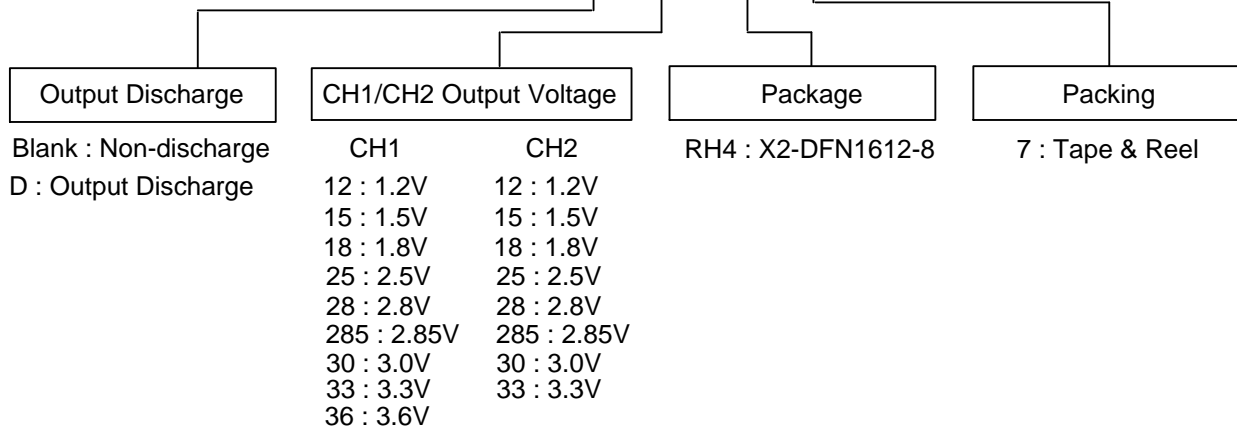 Output Discharge
CH1/CH2 Output Voltage
Package
Packing
Blank : Non-discharge
D : Output Discharge
CH1 CH2
12 : 1.2V 12 : 1.2V
15 : 1.5V 15 : 1.5V
18 : 1.8V 18 : 1.8V
25 : 2.5V 25 : 2.5V
28 : 2.8V 28 : 2.8V
285 : 2.85V 285 : 2.85V
30 : 3.0V 30 : 3.0V
33 : 3.3V 33 : 3.3V
36 : 3.6V
RH4 : X2-DFN1612-8
7 : Tape & Reel